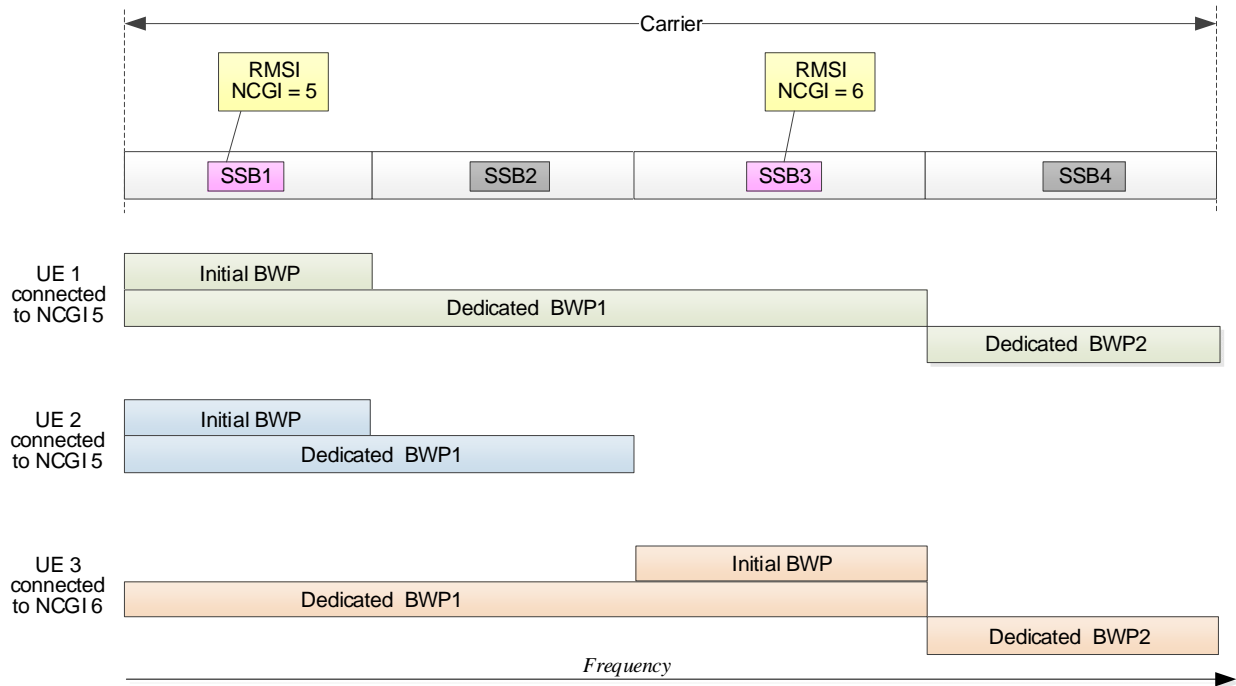 Carrier
RMSI
NCGI = 5
RMSI
NCGI = 6
SSB1
SSB2
SSB3
SSB4
UE 1
connected
to NCGI 5
Initial BWP
Dedicated BWP1
Dedicated BWP2
UE 2
connected
to NCGI 5
Initial BWP
Dedicated BWP1
UE 3
connected
to NCGI 6
Initial BWP
Dedicated BWP1
Dedicated BWP2
Frequency